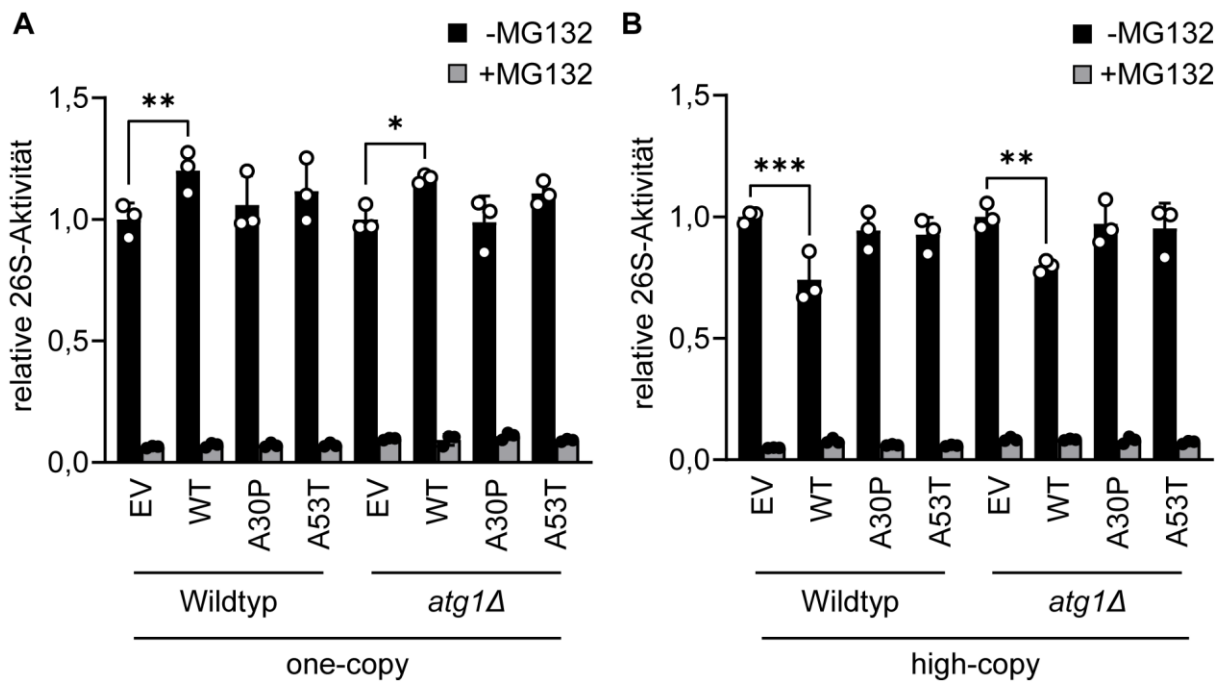 A
-MG132
+MG132
relative 26S-Aktivität
1,5
1,0
0,5
0,0
**
*
EV
WT
A30P
A53T
EV
WT
A30P
A53T
Wildtyp
atg1Δ
one-copy
B
-MG132
+MG132
relative 26S-Aktivität
1,5
1,0
0,5
0,0
***
**
EV
WT
A30P
A53T
EV
WT
A30P
A53T
Wildtyp
atg1Δ
high-copy